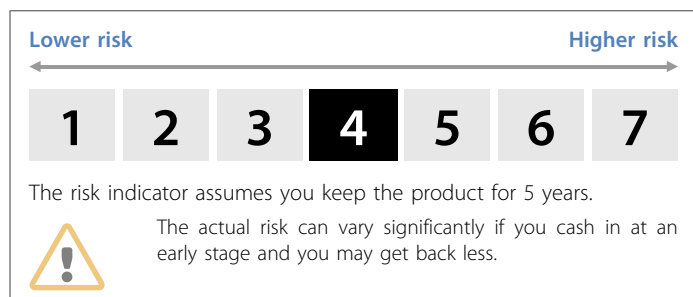 Lower risk Higher risk
1 2 3 4 5 6 7
The risk indicator assumes you keep the product for 5 years.
The actual risk can vary significantly if you cash in at an
early stage and you may get back less.